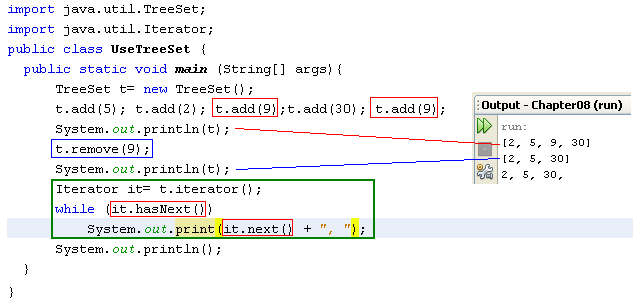 import java.util.TreeSet;
import java.util.Iterator;
public class UseTreeSet {
public static void main (String[] args){
TreeSet t= new TreeSet();
t.add(5); t.add(2); t.add(9);t.add(30); t.add(9);
System.out.println(t);
t.remove(9);
System.out.println(t);
Iterator it= t.iterator();
while (it.hasNext())
System.out.print(it.next() + ", ");
System.out.println();
}
}
Output - Chapter08 (run)
run:
[2, 5, 9, 30]
[2, 5, 30]
2, 5, 30,